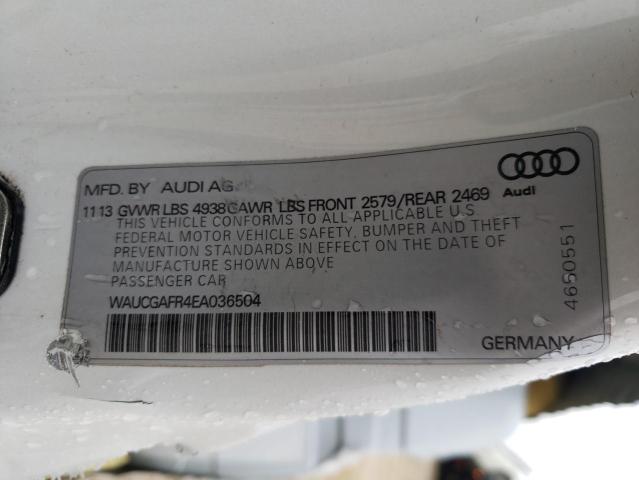 MFD. BY AUDI AG
11 13 GVWR LBS 4938 GAWR LBS FRONT 2579/REAR 2469
Audi
THIS VEHICLE CONFORMS TO ALL APPLICABLE U.S.
FEDERAL MOTOR VEHICLE SAFETY, BUMPER AND THEFT
PREVENTION STANDARDS IN EFFECT ON THE DATE OF
MANUFACTURE SHOWN ABOVE
PASSENGER CAR
WAUCGAFR4EA036504
4650551
GERMANY